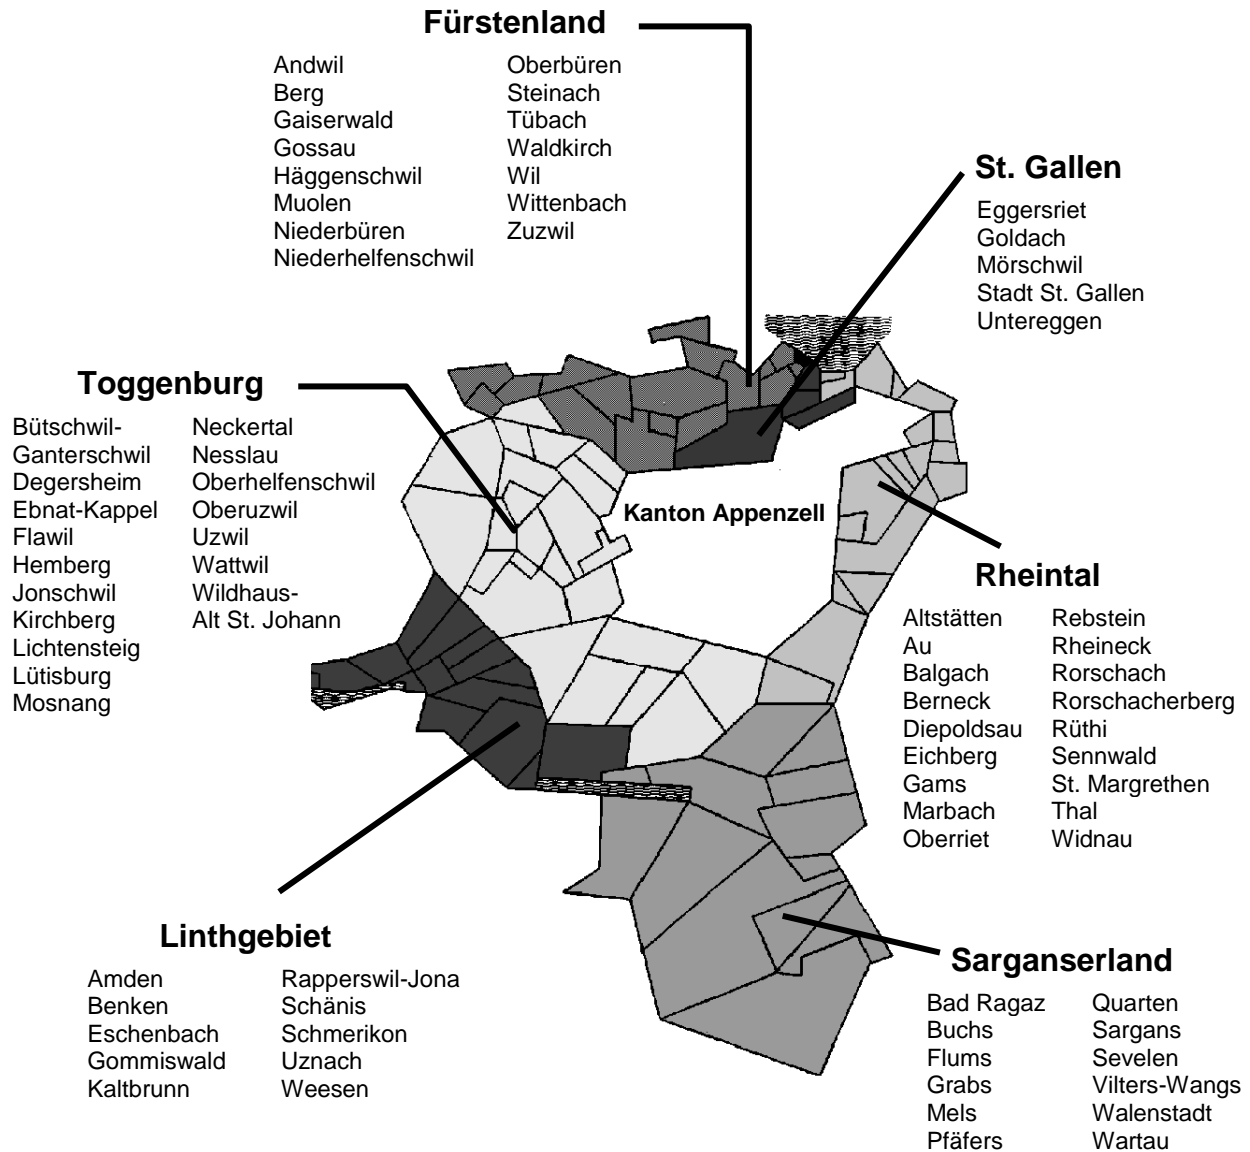 Fürstenland
Andwil
Berg
Gaiserwald
Gossau
Häggenschwil
Muolen
Niederbüren
Niederhelfenschwil
Oberbüren
Steinach
Tübach
Waldkirch
Wil
Wittenbach
Zuzwil
St. Gallen
Eggersriet
Goldach
Mörschwil
Stadt St. Gallen
Untereggen
Toggenburg
Bütschwil-
Ganterschwil
Degersheim
Ebnat-Kappel
Flawil
Hemberg
Jonschwil
Kirchberg
Lichtensteig
Lütisburg
Mosnang
Neckertal
Nesslau
Oberhelfenschwil
Oberuzwil
Uzwil
Wattwil
Wildhaus-
Alt St. Johann
Kanton Appenzell
Rheintal
Altstätten
Au
Balgach
Berneck
Diepoldsau
Eichberg
Gams
Marbach
Oberriet
Rebstein
Rheineck
Rorschach
Rorschacherberg
Rüthi
Sennwald
St. Margrethen
Thal
Widnau
Linthgebiet
Amden
Benken
Eschenbach
Gommiswald
Kaltbrunn
Rapperswil-Jona
Schänis
Schmerikon
Uznach
Weesen
Sarganserland
Bad Ragaz
Buchs
Flums
Grabs
Mels
Pfäfers
Quarten
Sargans
Sevelen
Vilters-Wangs
Walenstadt
Wartau